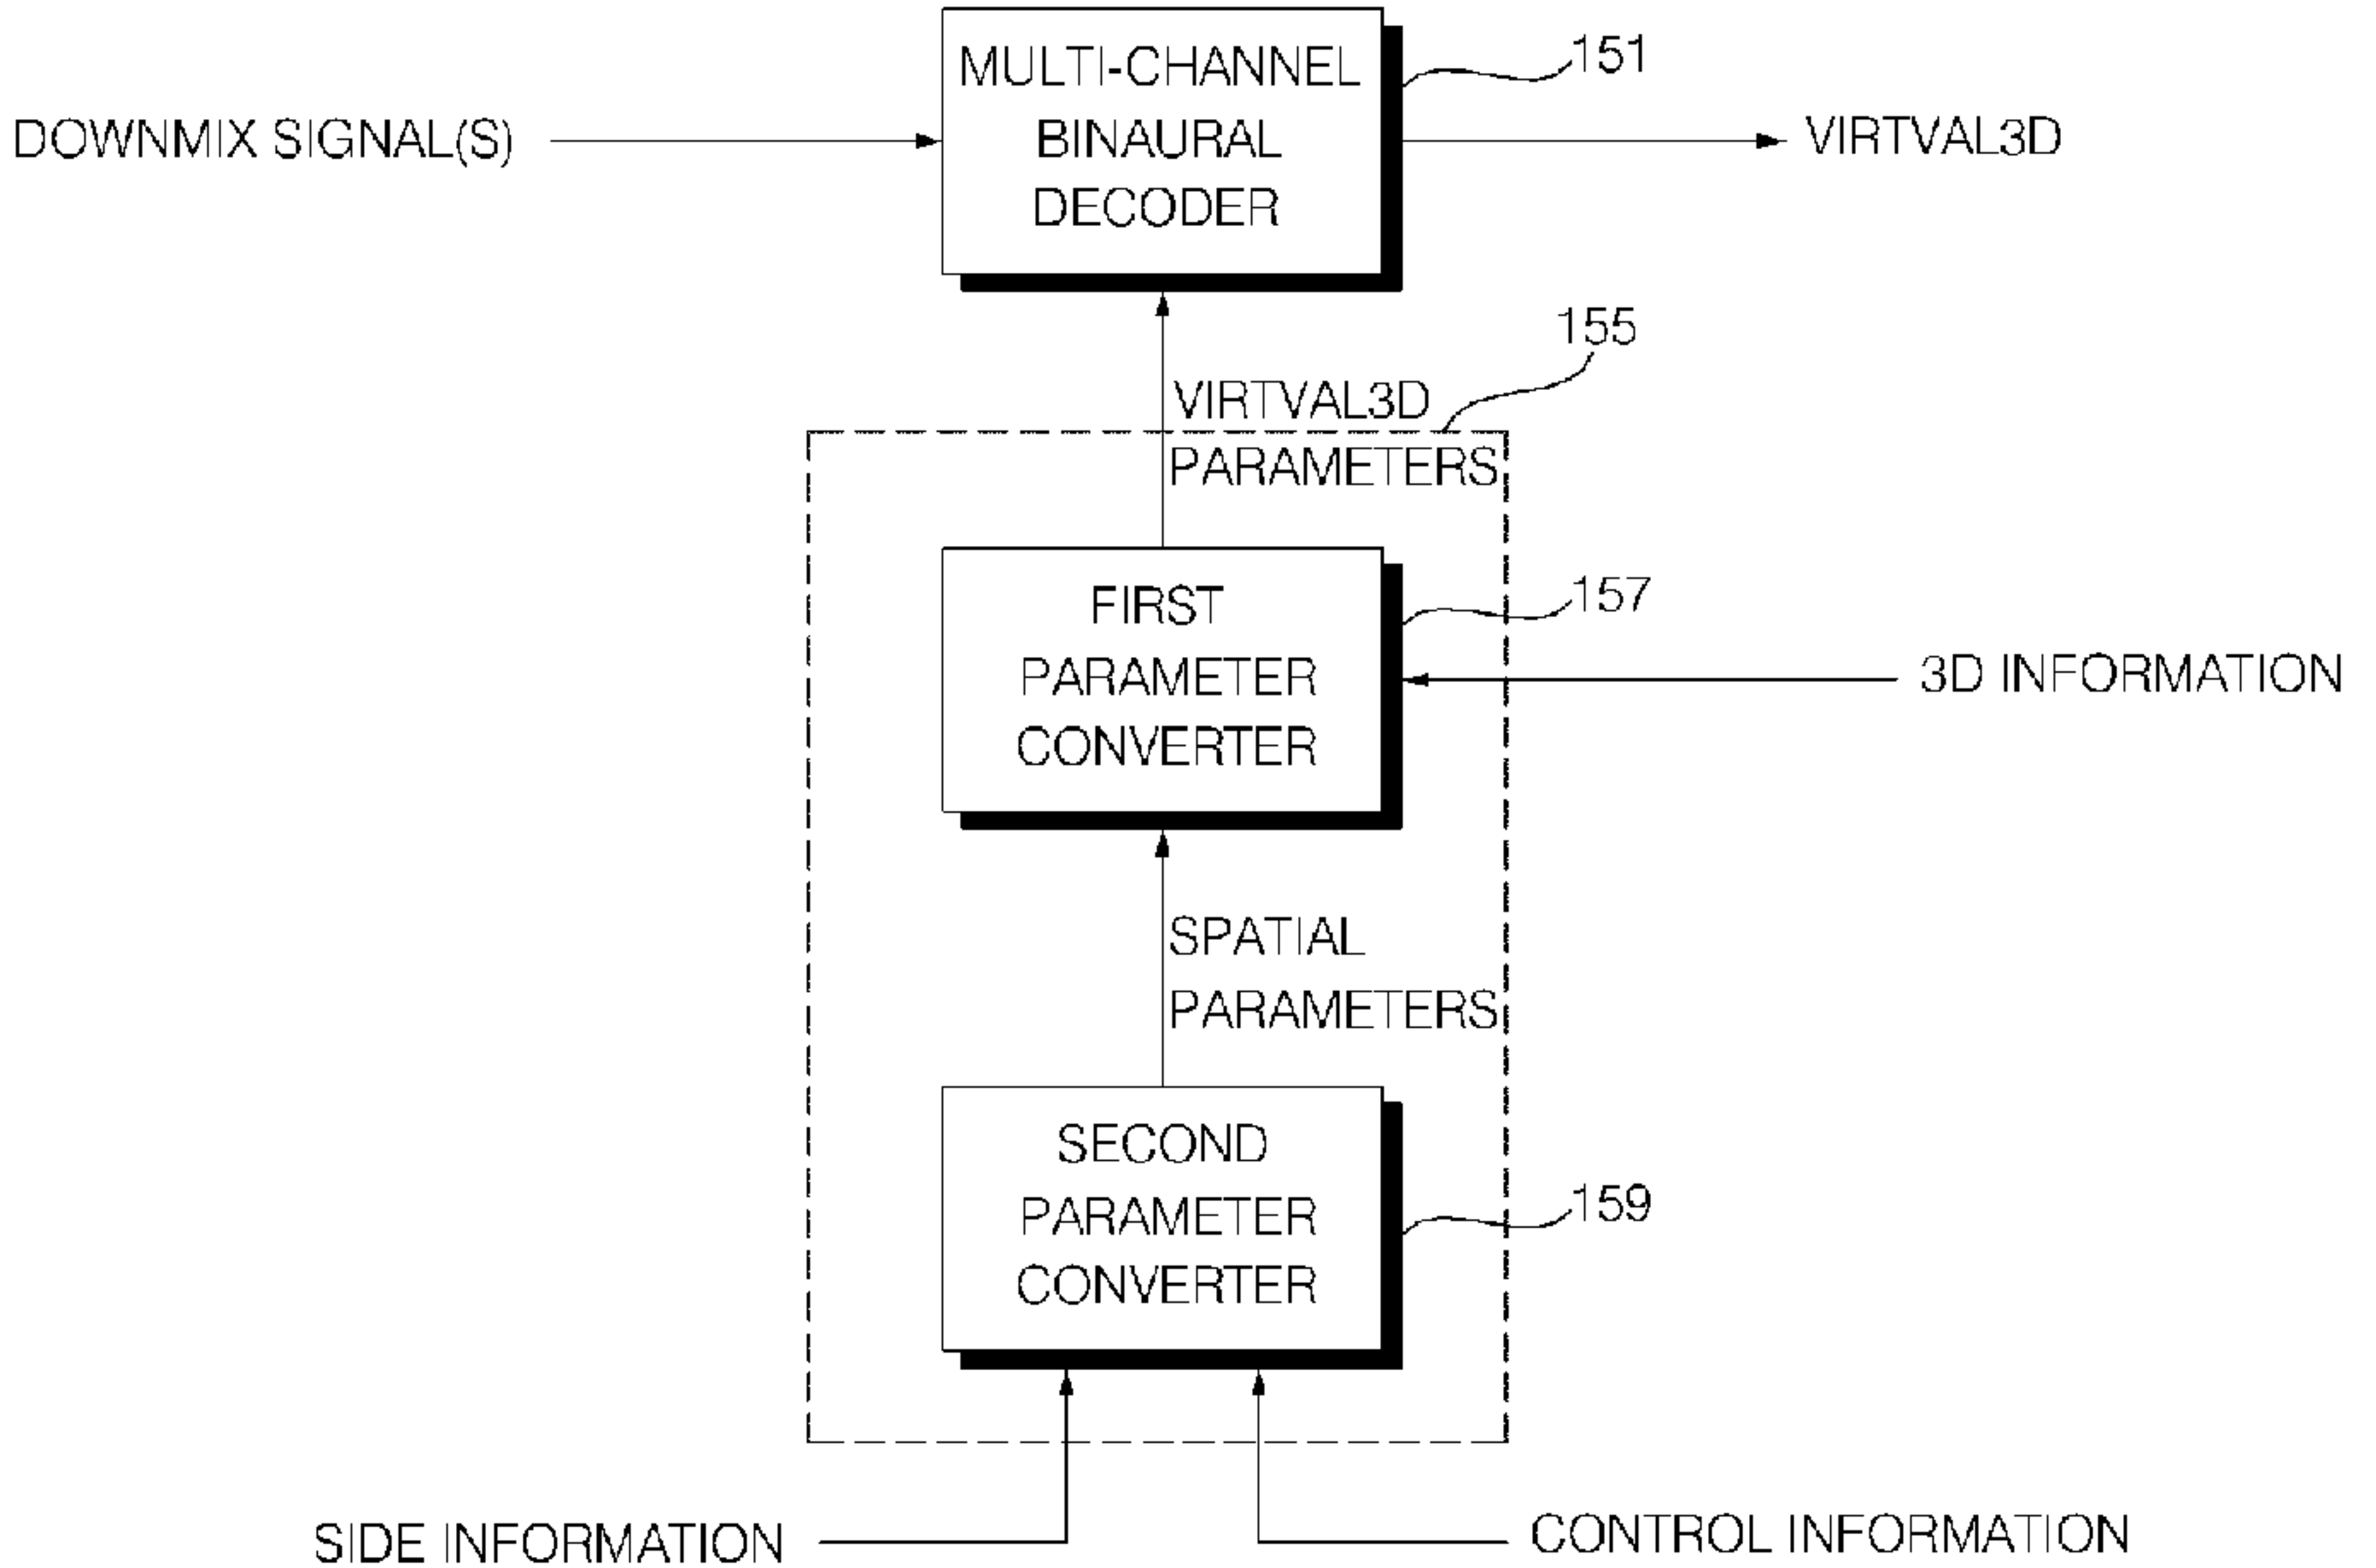 MULTI-CHANNEL
BINAURAL
DECODER
151
DOWNMIX SIGNAL(S)
VIRTVAL3D
155
VIRTVAL3D
PARAMETERS
FIRST
PARAMETER
CONVERTER
157
3D INFORMATION
SPATIAL
PARAMETERS
SECOND
PARAMETER
CONVERTER
159
SIDE INFORMATION
CONTROL INFORMATION